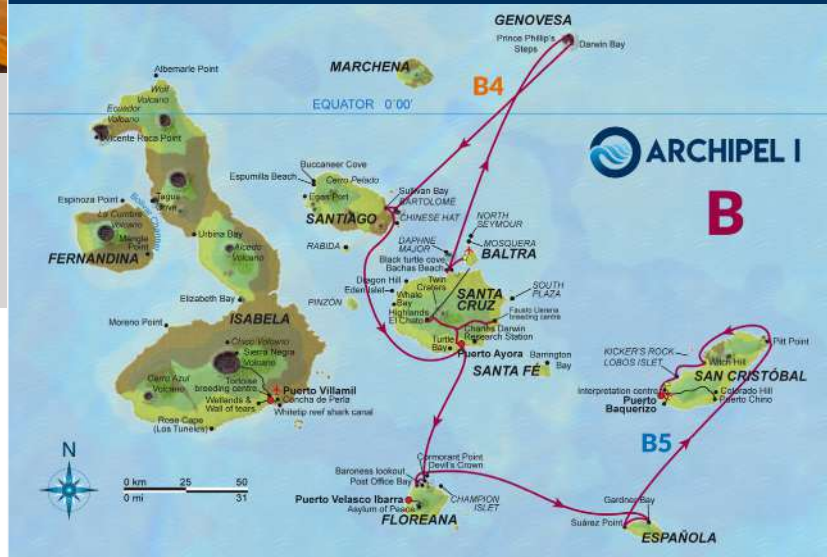 GENOVESA
Prince Phillip's
Steps
Darwin Bay
MARCHENA
B4
EQUATOR 0°00'
ARCHIPEL I
B
Albemarle Point
Wolf
Volcano
Ecuador
Volcano
Vicente Roca Point
Buccaneer Cove
Espumilla Beach
Cerro Pelado
Egas Port
SANTIAGO
Sullivan Bay
BARTOLOME
CHINESE HAT
Espinoza Point
La Cumbre
Volcano
Mangle
Point
FERNANDINA
Tagus
Cove
Urbina Bay
Alcedo
Volcano
RABIDA
NORTH
SEYMOUR
DAPHNE
MAJOR
MOSQUERA
BALTRA
Black turtle cove
Bachas Beach
Dragon Hill
Eden Islet
Whale
Bay
Twin
Craters
SANTA
CRUZ
SOUTH
PLAZA
Highlands
El Chato
Fausto Llerena
breeding centre
Charles Darwin
Research Station
Turtle
Bay
Puerto Ayora
PINZON
Elizabeth Bay
ISABELA
Moreno Point
Chico Volcano
Sierra Negra
Volcano
Cerro Azul
Volcano
Tortoise
breeding centre
Puerto Villamil
Concha de Perla
Wetlands &
Wall of tears
Whitetip reef shark canal
Rose Cape
(Los Tuneles)
SANTA FÉ
Barrington
Bay
KICKER'S ROCK
LOBOS ISLET
Pitt Point
Witch Hill
SAN CRISTÓBAL
Interpretation centre
Puerto
Baquerizo
Colorado Hill
Puerto Chino
B5
N
0 km 25 50
0 mi 31
Cormorant Point
Devil's Crown
Baroness lookout
Post Office Bay
Puerto Velasco Ibarra
Asylum of Peace
CHAMPION
ISLET
FLOREANA
Gardner Bay
Suárez Point
ESPAÑOLA